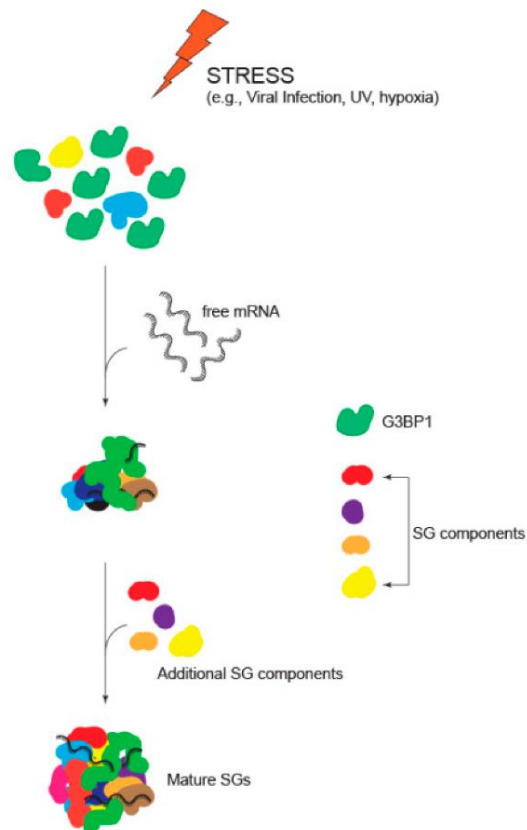 STRESS
(e.g., Viral Infection, UV, hypoxia)
free mRNA
G3BP1
SG components
Additional SG components
Mature SGs